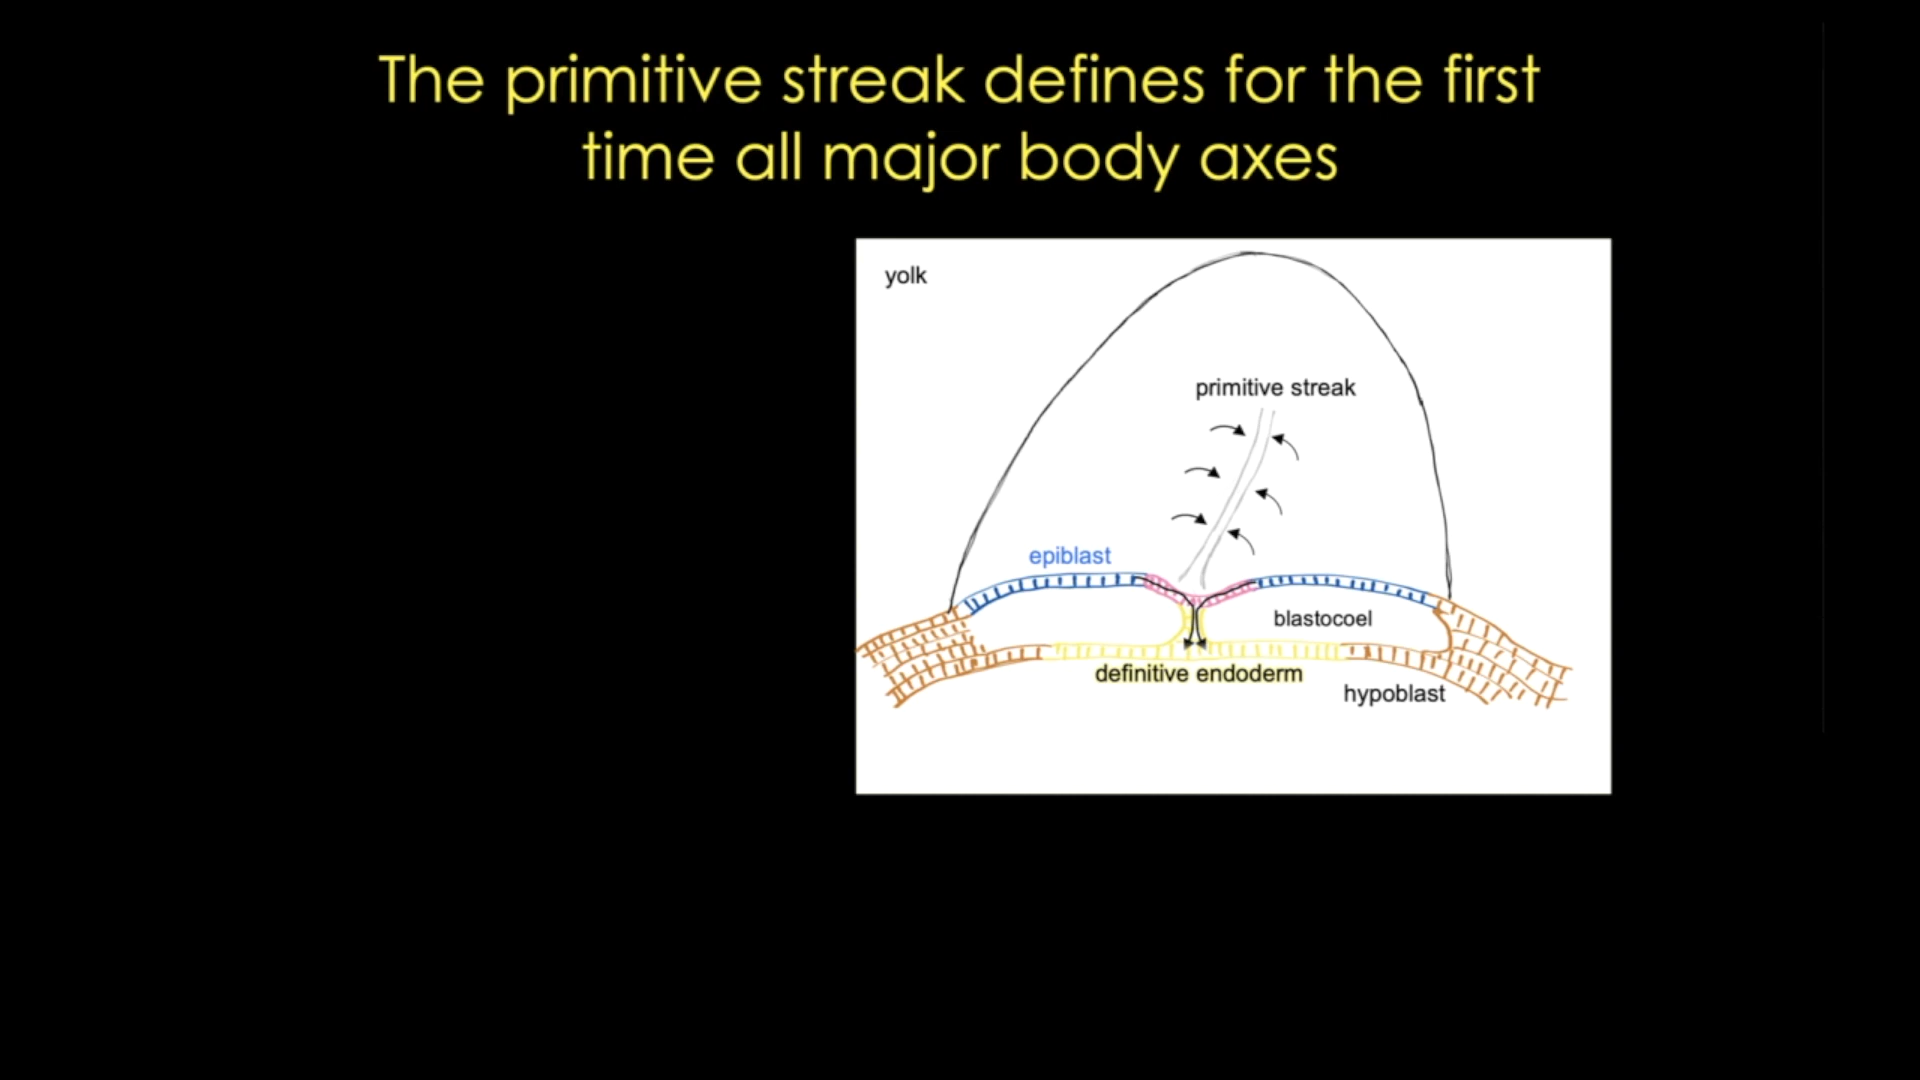 The primitive streak defines for the first
time all major body axes
yolk
primitive streak
epiblast
blastocoel
definitive endoderm
hypoblast